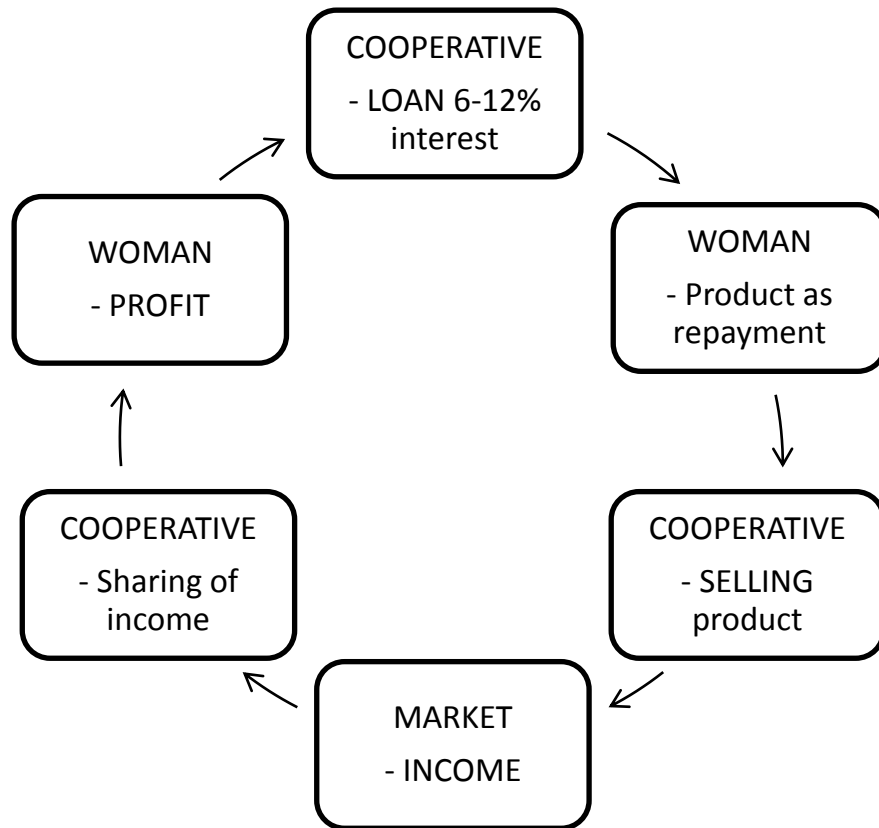 COOPERATIVE
- LOAN 6-12%
interest
WOMAN
- Product as
repayment
COOPERATIVE
- SELLING
product
MARKET
- INCOME
COOPERATIVE
- Sharing of
income
WOMAN
- PROFIT